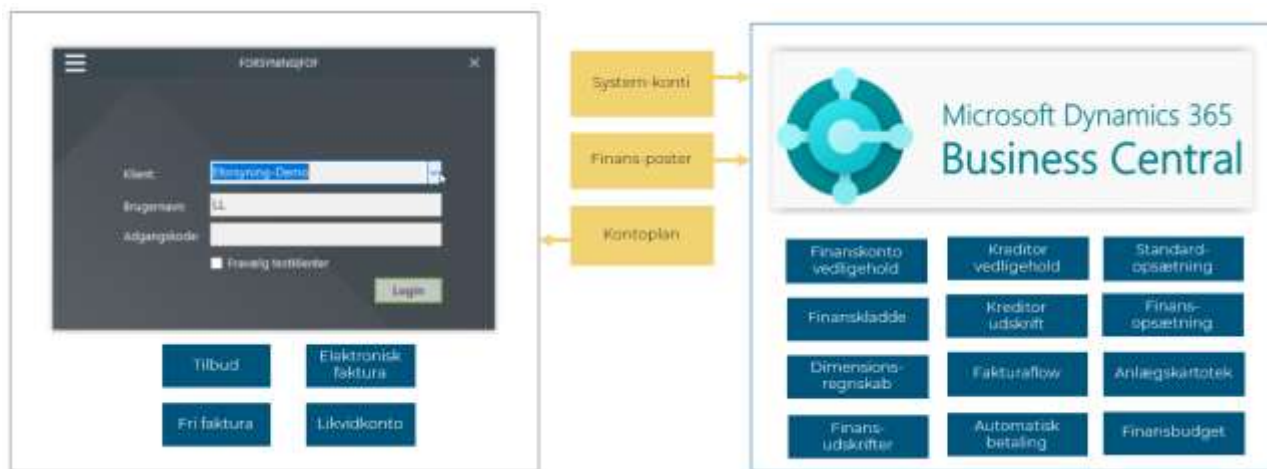 FORSYNINGFOF
Klient:
Forsyning-Demo
Brugernavn:
LL
Adgangskode:
Fravælg testklienter
Login
Tilbud
Elektronisk
faktura
Fri faktura
Likvidkonto
System-konti
Finans-poster
Kontoplan
Microsoft Dynamics 365
Business Central
Finanskonto
vedligehold
Kreditor
vedligehold
Standard-
opsætning
Finanskladde
Kreditor
udskrift
Finans-
opsætning
Dimensions-
regnskab
Fakturaflow
Anlægskartotek
Finans-
udskrifter
Automatisk
betaling
Finansbudget